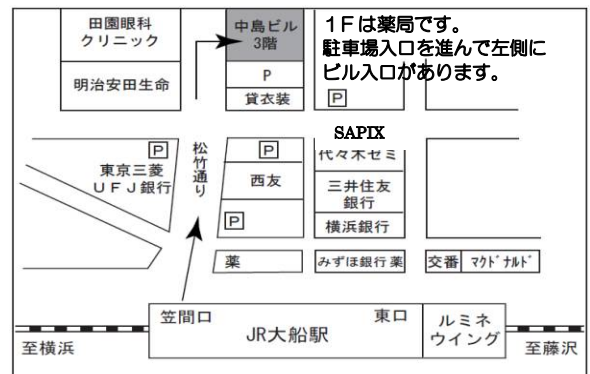 田園眼科
クリニック
明治安田生命
中島ビル
3階
P
貸衣装
1Fは薬局です。
駐車場入口を進んで左側に
ビル入口があります。
P
P
東京三菱
UFJ銀行
松竹通り
P
西友
P
SAPIX
代々木ゼミ
三井住友
銀行
横浜銀行
薬
みずほ銀行 薬
交番
マクドナルド
笠間口
東口
JR大船駅
ルミネ
ウイング
至横浜
至藤沢